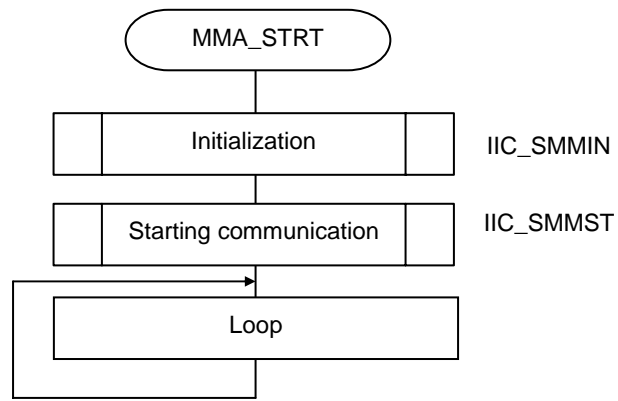 MMA_STRT
Initialization
IIC_SMMIN
Starting communication
IIC_SMMST
Loop